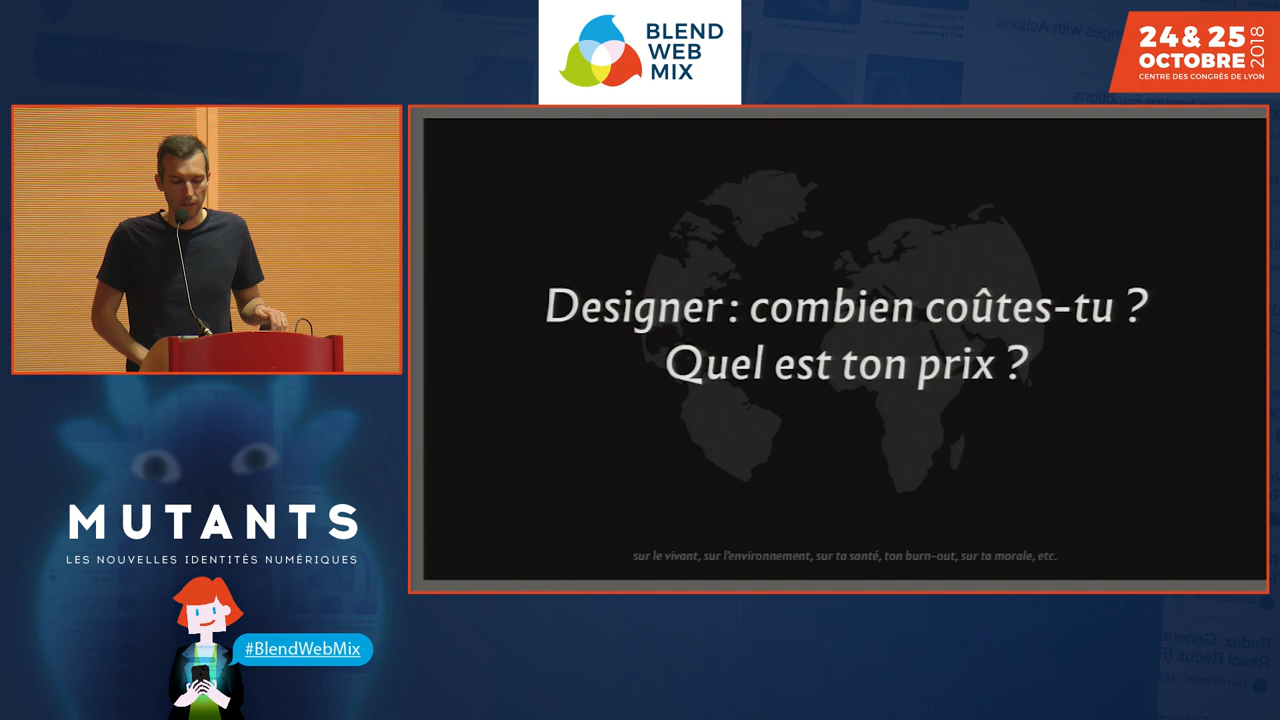 BLEND
WEB
MIX
24 & 25
OCTOBRE
2018
CENTRE DES CONGRÈS DE LYON
Designer : combien coûtes-tu ?
Quel est ton prix ?
sur le vivant, sur l'environnement, sur ta santé, ton burn-out, sur ta morale, etc.
MUTANTS
LES NOUVELLES IDENTITÉS NUMÉRIQUES
#BlendWebMix